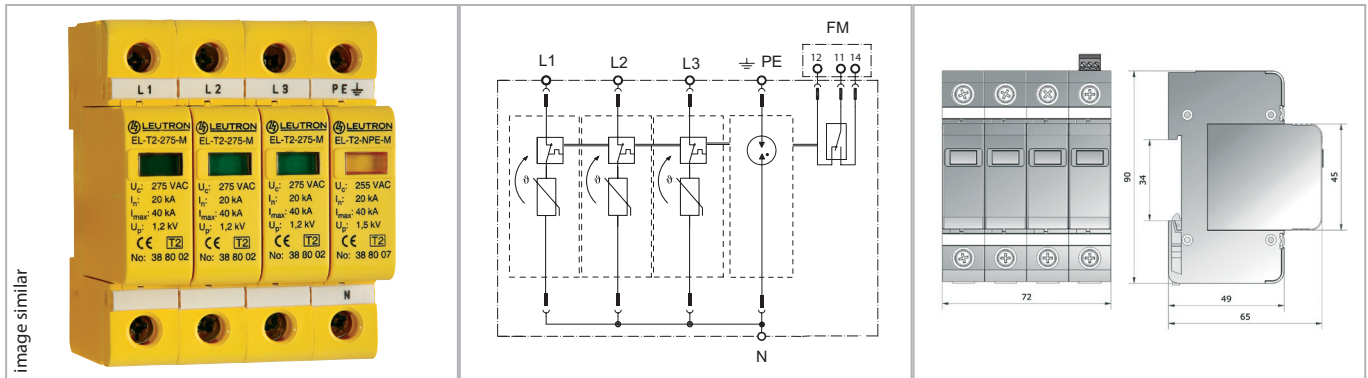 image similar
L1 L2 L3 PE
LEUTRON
EL-T2-275-M
Uc: 275 VAC
In: 20 kA
Imax: 40 kA
Up: 1,2 kV
CE T2
No: 38 80 02
LEUTRON
EL-T2-275-M
Uc: 275 VAC
In: 20 kA
Imax: 40 kA
Up: 1,2 kV
CE T2
No: 38 80 02
LEUTRON
EL-T2-275-M
Uc: 275 VAC
In: 20 kA
Imax: 40 kA
Up: 1,2 kV
CE T2
No: 38 80 02
LEUTRON
EL-T2-NPE-M
Uc: 255 VAC
In: 20 kA
Imax: 40 kA
Up: 1,5 kV
CE T2
No: 38 80 07
N
FM
12 11 14
L1 L2 L3 PE
ϑ ϑ ϑ
N
90
34
45
72
49
65